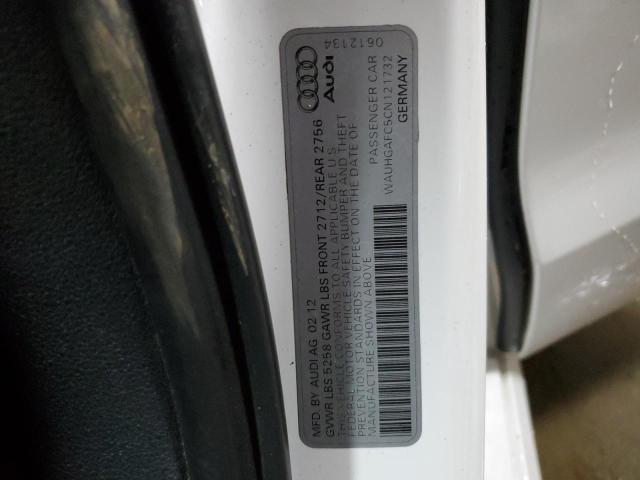 MFD. BY AUDI AG 02 12
GVWR LBS 5258 GAWR LBS FRONT 2712/REAR 2756
THIS VEHICLE CONFORMS TO ALL APPLICABLE U S
FEDERAL MOTOR VEHICLE SAFETY BUMPER AND THEFT
PREVENTION STANDARDS IN EFFECT ON THE DATE OF
MANUFACTURE SHOWN ABOVE
PASSENGER CAR
WAUHGAFC5CN121732
GERMANY
Audi
0612134